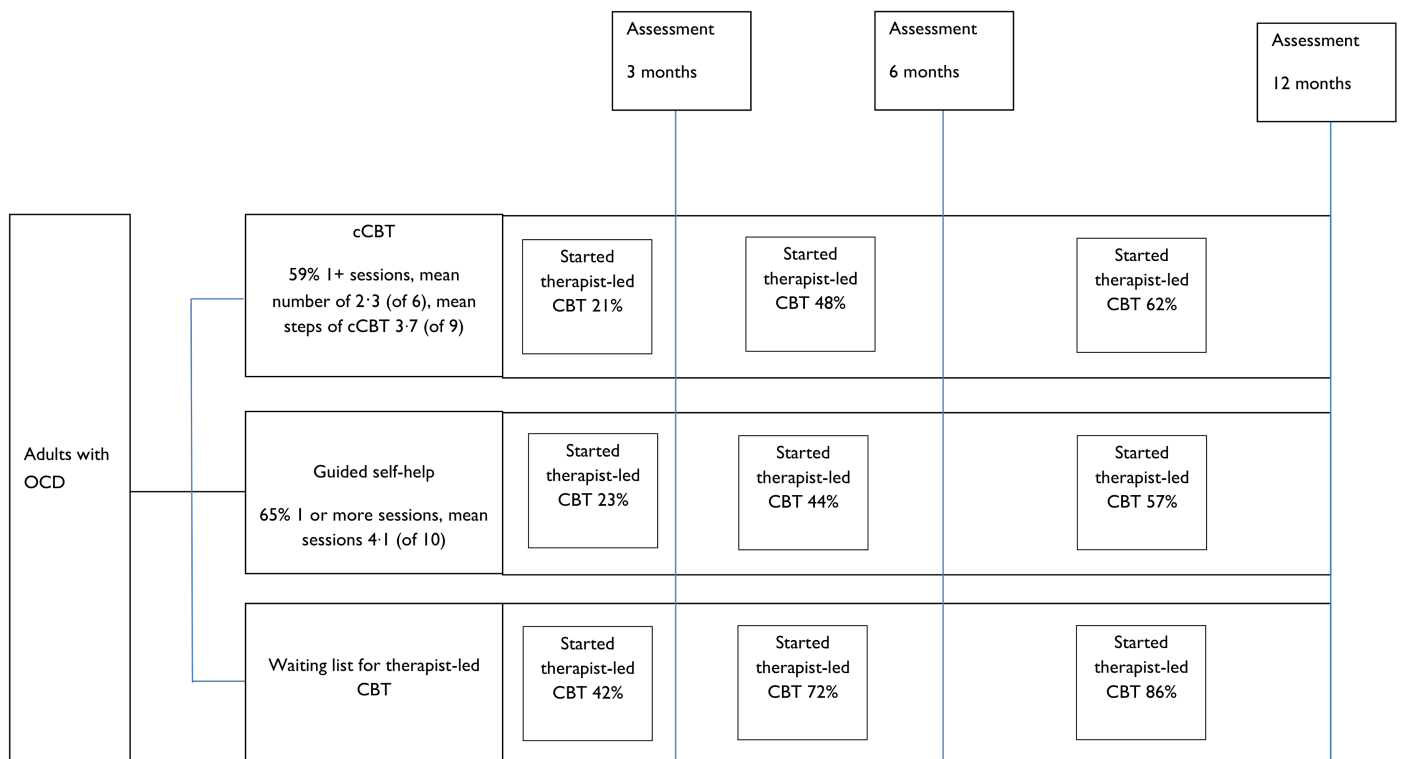 Assessment
3 months
Assessment
6 months
Assessment
12 months
Adults with
OCD
cCBT
59% 1+ sessions, mean
number of 2·3 (of 6), mean
steps of cCBT 3·7 (of 9)
Started
therapist-led
CBT 21%
Started
therapist-led
CBT 48%
Started
therapist-led
CBT 62%
Guided self-help
65% 1 or more sessions, mean
sessions 4·1 (of 10)
Started
therapist-led
CBT 23%
Started
therapist-led
CBT 44%
Started
therapist-led
CBT 57%
Waiting list for therapist-led
CBT
Started
therapist-led
CBT 42%
Started
therapist-led
CBT 72%
Started
therapist-led
CBT 86%